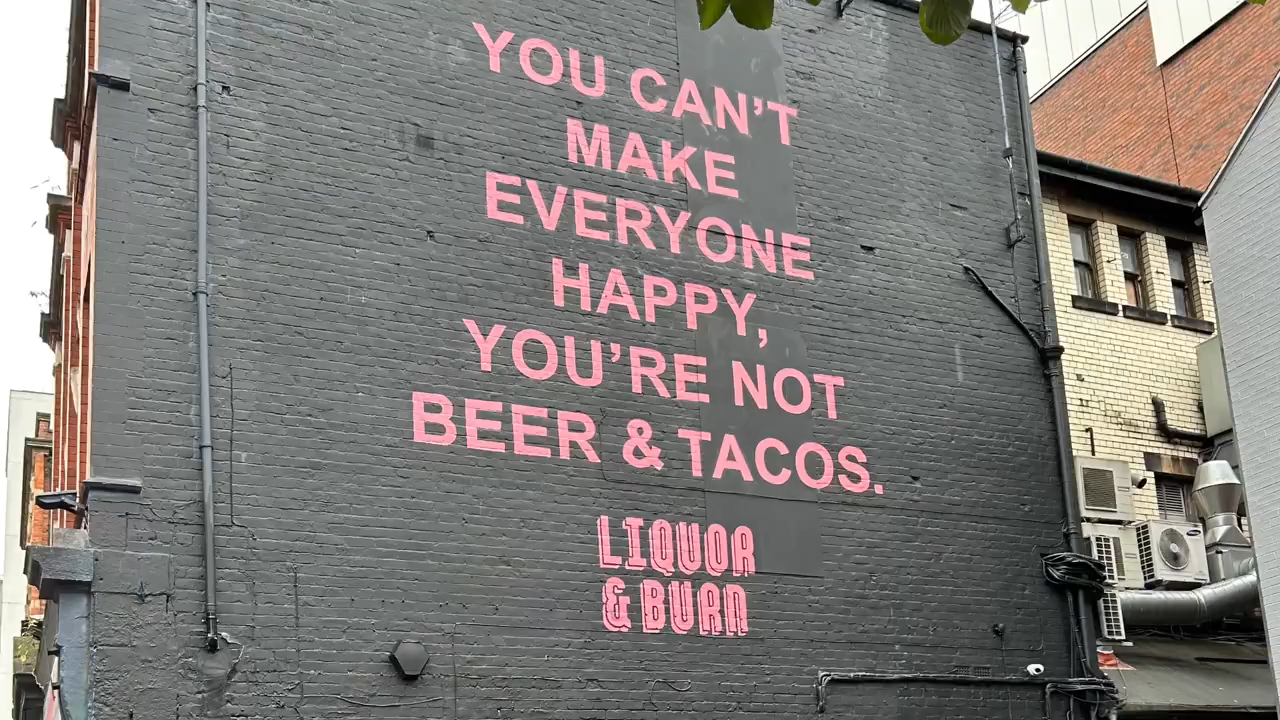 YOU CAN’T
MAKE
EVERYONE
HAPPY,
YOU’RE NOT
BEER & TACOS.
LIQUOR
& BURN